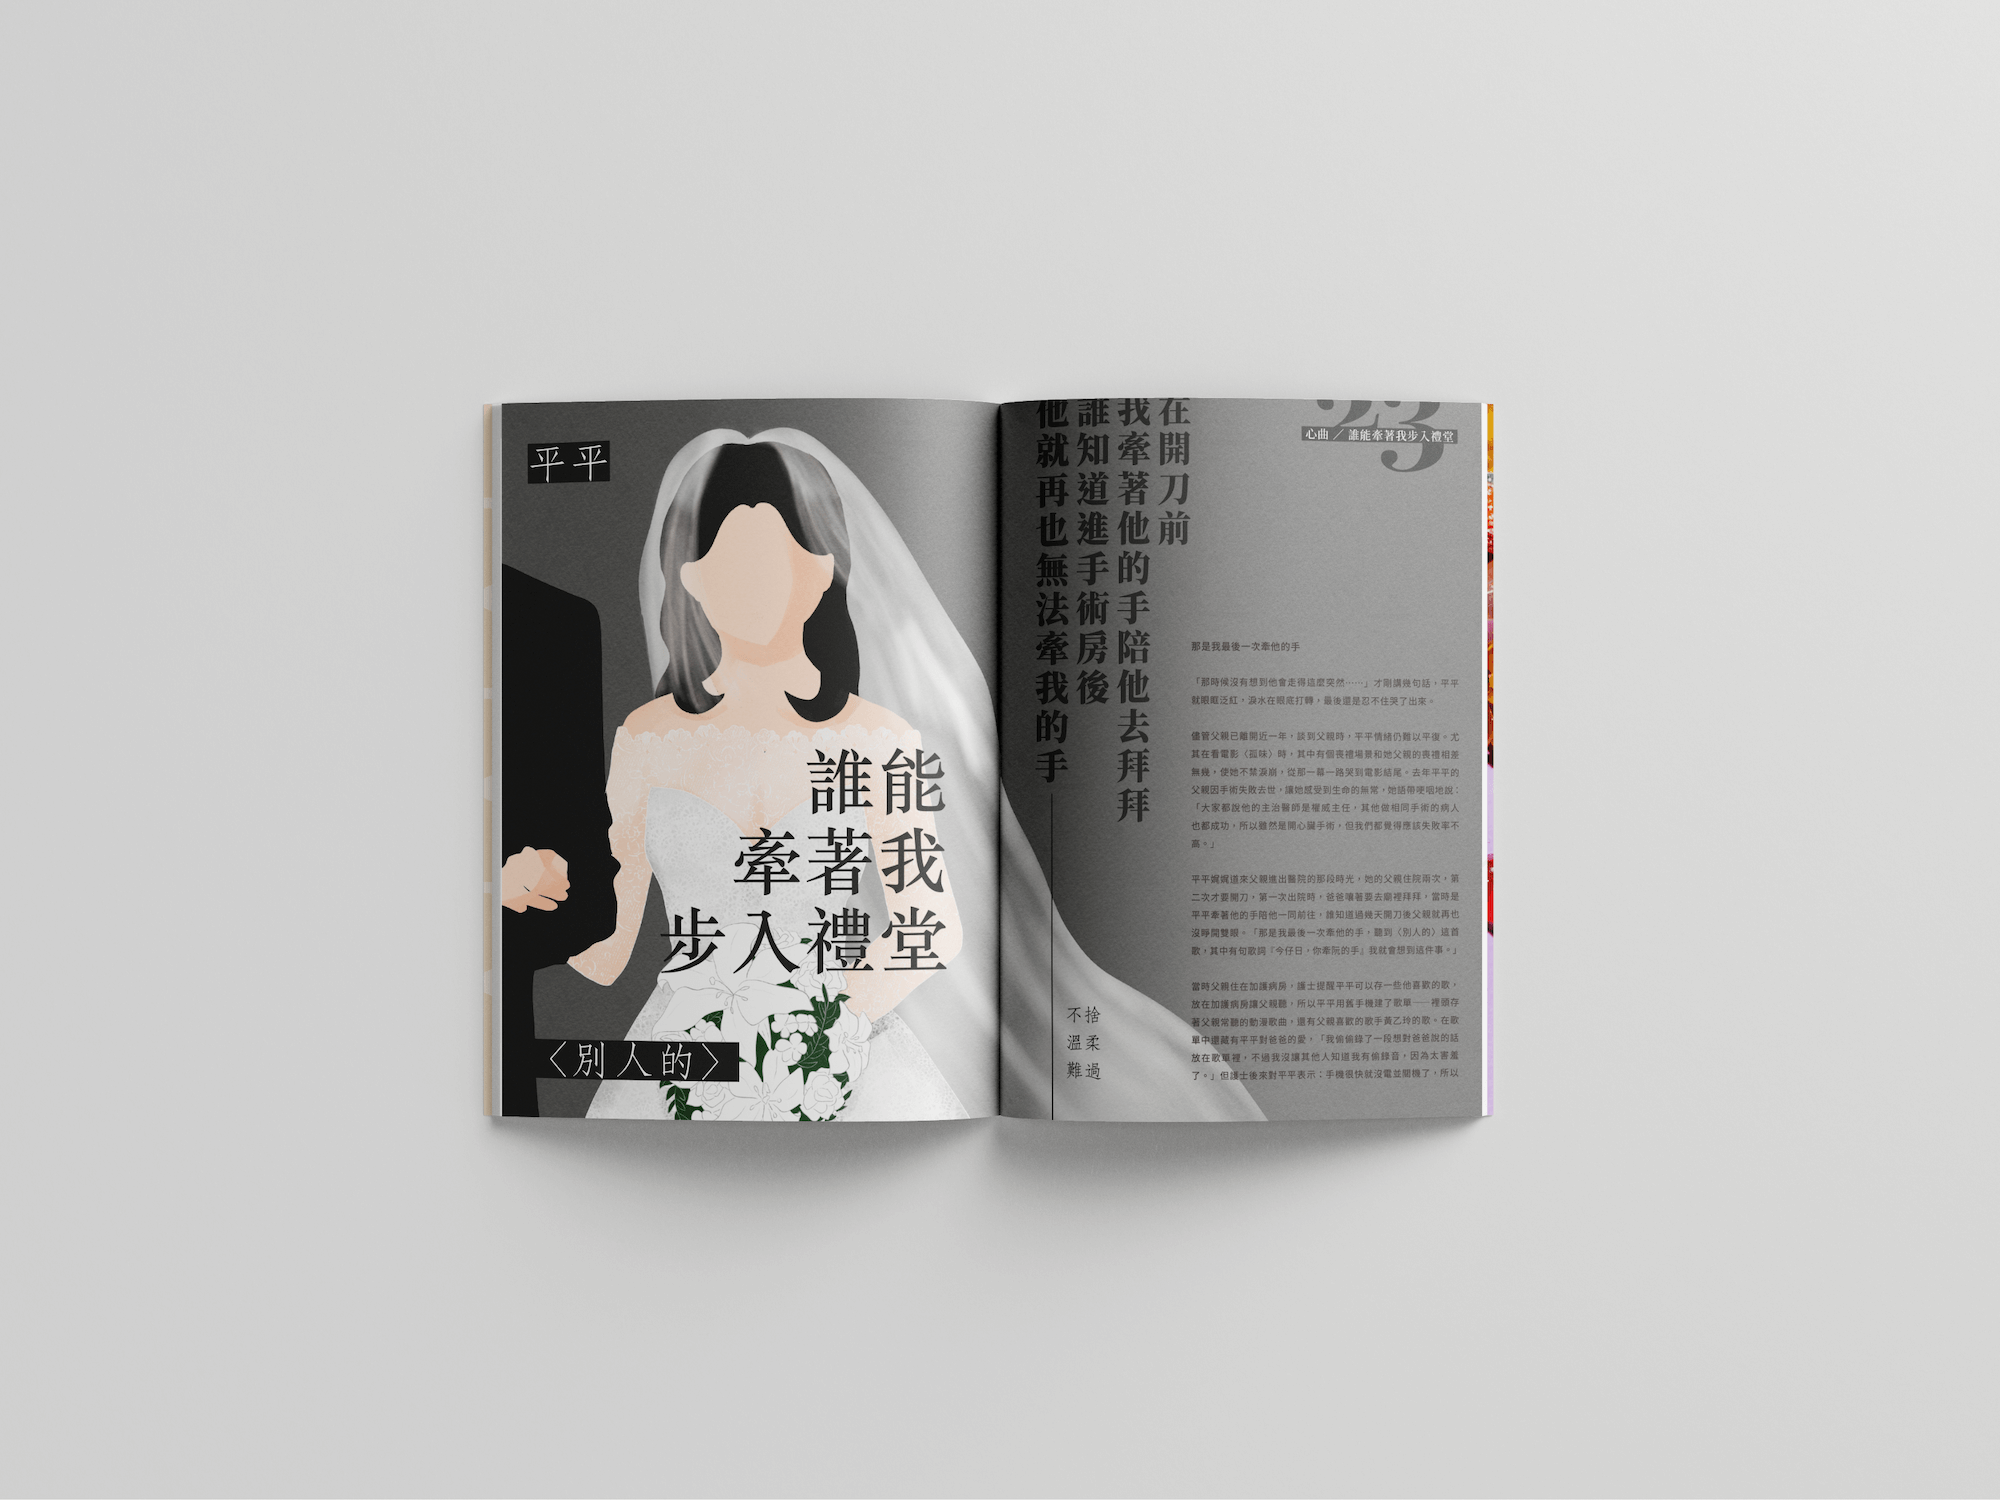 平平
誰能
牽著我
步入禮堂
〈別人的〉
在開刀前
我牽著他的手陪他去拜拜
誰知道進手術房後
他就再也無法牽我的手
不捨
溫柔
難過
23
心曲／誰能牽著我步入禮堂
那是我最後一次牽他的手
「那時候沒有想到他會走得這麼突然⋯⋯」才剛講幾句話，平平
就眼眶泛紅，淚水在眼底打轉，最後還是忍不住哭了出來。
儘管父親已離開近一年，談到父親時，平平情緒仍難以平復。尤
其在看電影〈孤味〉時，其中有個喪禮場景和她父親的喪禮相差
無幾，使她不禁淚崩，從那一幕一路哭到電影結尾。去年平平的
父親因手術失敗去世，讓她感受到生命的無常，她語帶哽咽地說：
「大家都說他的主治醫師是權威主任，其他做相同手術的病人
也都成功，所以雖然是開心臟手術，但我們都覺得應該失敗率不
高。」
平平娓娓道來父親進出醫院的那段時光，她的父親住院兩次，第
二次才要開刀，第一次出院時，爸爸嚷著要去廟裡拜拜，當時是
平平牽著他的手陪他一同前往，誰知道過幾天開刀後父親就再也
沒睜開雙眼。「那是我最後一次牽他的手，聽到〈別人的〉這首
歌，其中有句歌詞『今仔日，你牽阮的手』我就會想到這件事。」
當時父親住在加護病房，護士提醒平平可以存一些他喜歡的歌，
放在加護病房讓父親聽，所以平平用舊手機建了歌單——裡頭存
著父親常聽的動漫歌曲，還有父親喜歡的歌手黃乙玲的歌。在歌
單中還藏有平平對爸爸的愛，「我偷偷錄了一段想對爸爸說的話
放在歌單裡，不過我沒讓其他人知道我有偷錄音，因為太害羞
了。」但護士後來對平平表示：手機很快就沒電並關機了，所以